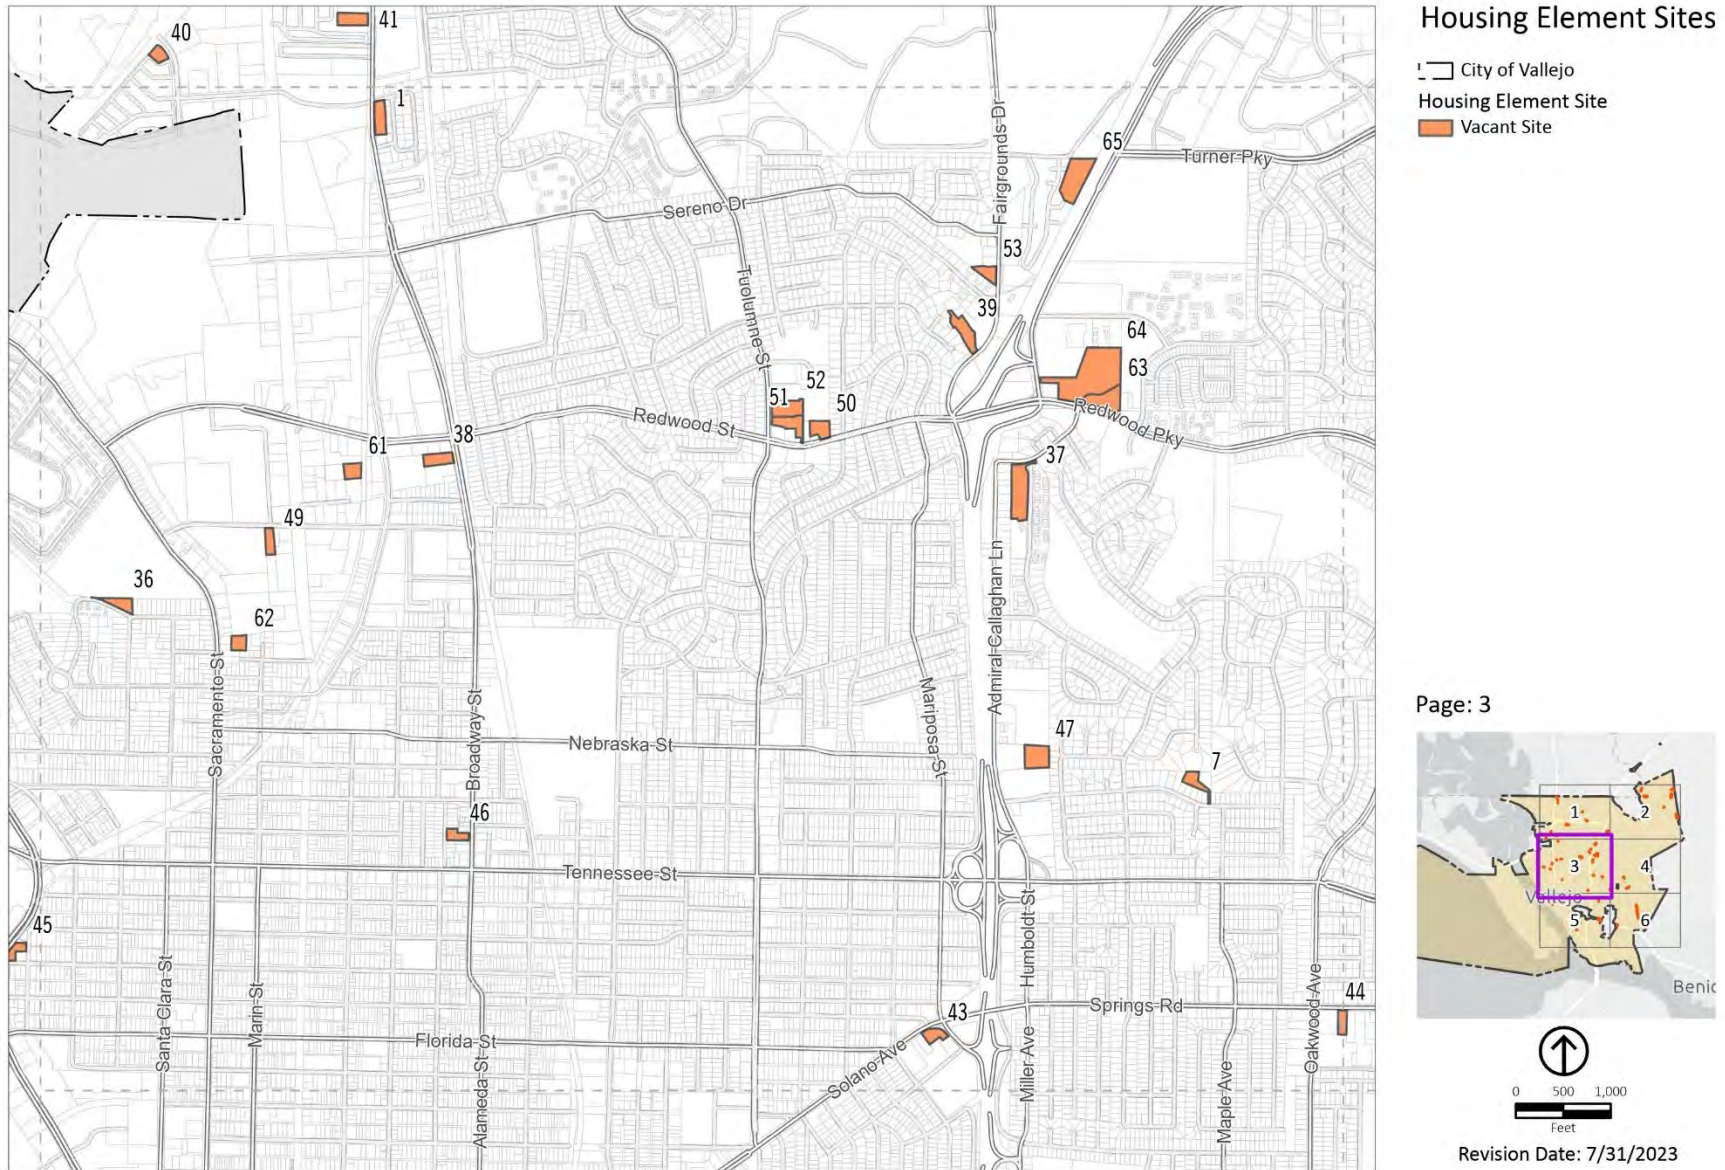 Housing Element Sites
City of Vallejo
Housing Element Site
Vacant Site
40
41
1
65
Turner Pky
Fairgrounds Dr
Sereno Dr
53
Tuolumne St
39
64
63
52
51
50
Redwood St
Redwood Pky
38
61
37
49
36
62
Admiral Callaghan Ln
Sacramento St
Broadway St
Mariposa St
Nebraska St
47
7
46
Tennessee St
45
Humboldt St
Santa Clara St
Marin St
Oakwood Ave
44
Springs Rd
43
Florida St
Solano Ave
Alameda St
Miller Ave
Maple Ave
Page: 3
1
2
3
4
Vallejo
5
6
Benic
0 500 1,000
Feet
Revision Date: 7/31/2023